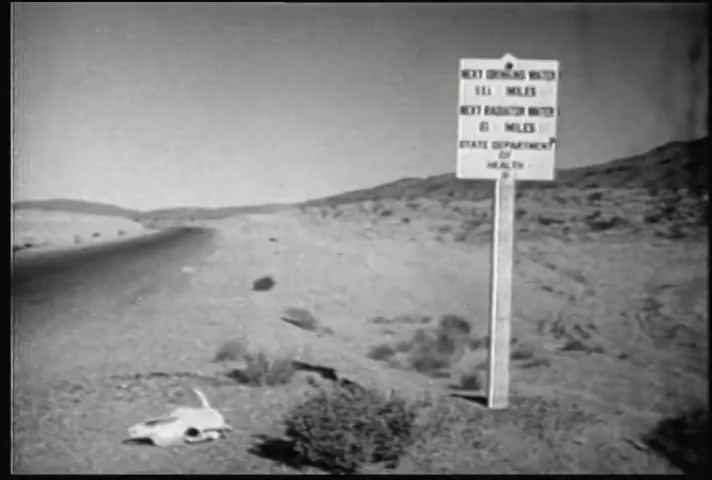 NEXT DRINKING WATER
MILES
NEXT RADIATOR WATER
MILES
STATE DEPARTMENT
OF
HEALTH